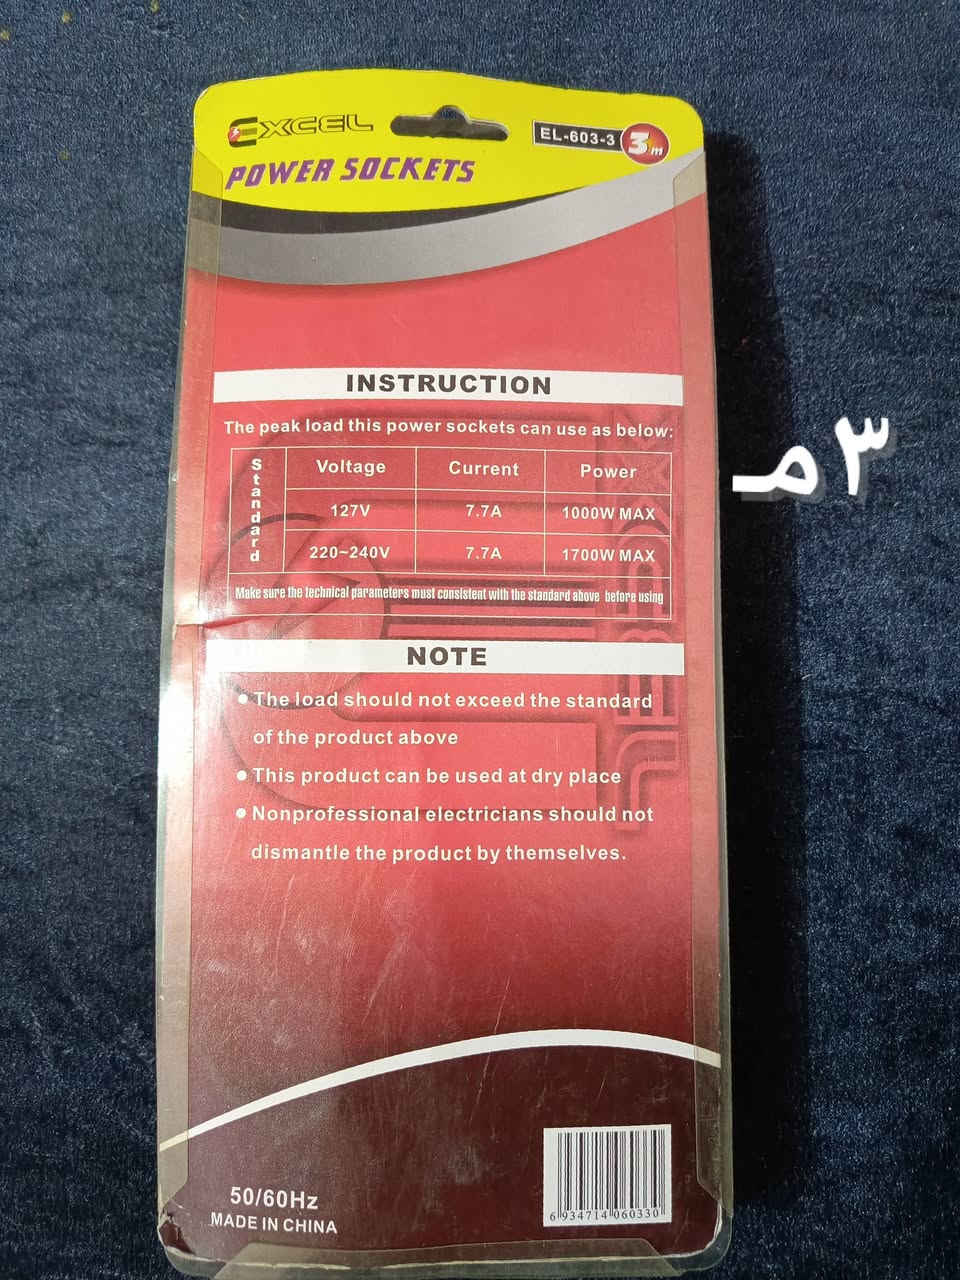 EXCEL
EL-603-3 3m
POWER SOCKETS
INSTRUCTION
The peak load this power sockets can use as below:
Standard
Voltage Current Power
127V 7.7A 1000W MAX
220~240V 7.7A 1700W MAX
Make sure the technical parameters must consistent with the standard above before using
٣مـ
NOTE
● The load should not exceed the standard
of the product above
● This product can be used at dry place
● Nonprofessional electricians should not
dismantle the product by themselves.
50/60Hz
MADE IN CHINA
6 934714 060330